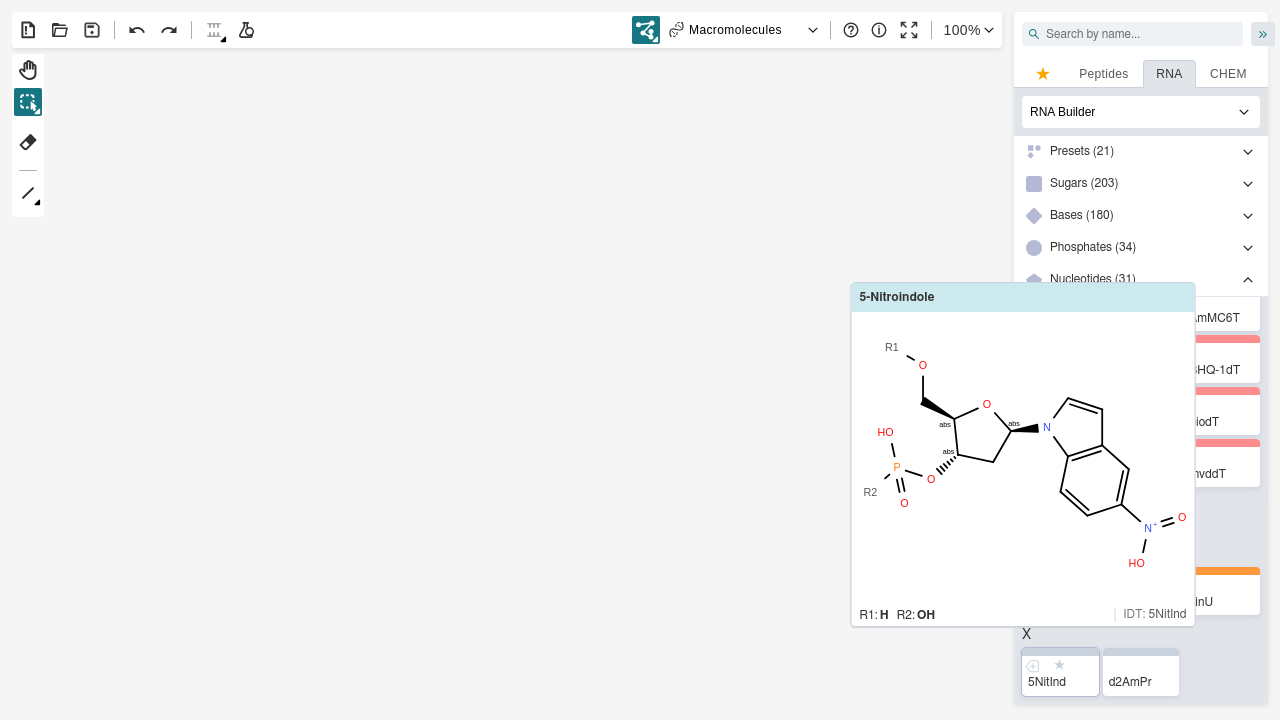 Macromolecules
100%
Search by name...
Peptides
RNA
CHEM
RNA Builder
Presets (21)
Sugars (203)
Bases (180)
Phosphates (34)
Nucleotides (31)
5-Nitroindole
R1
O
O
abs
abs
abs
N
HO
P
O
R2
O
N+
O
HO
R1: H R2: OH
IDT: 5NitInd
mMC6T
HQ-1dT
iodT
nvddT
inU
X
5NitInd
d2AmPr